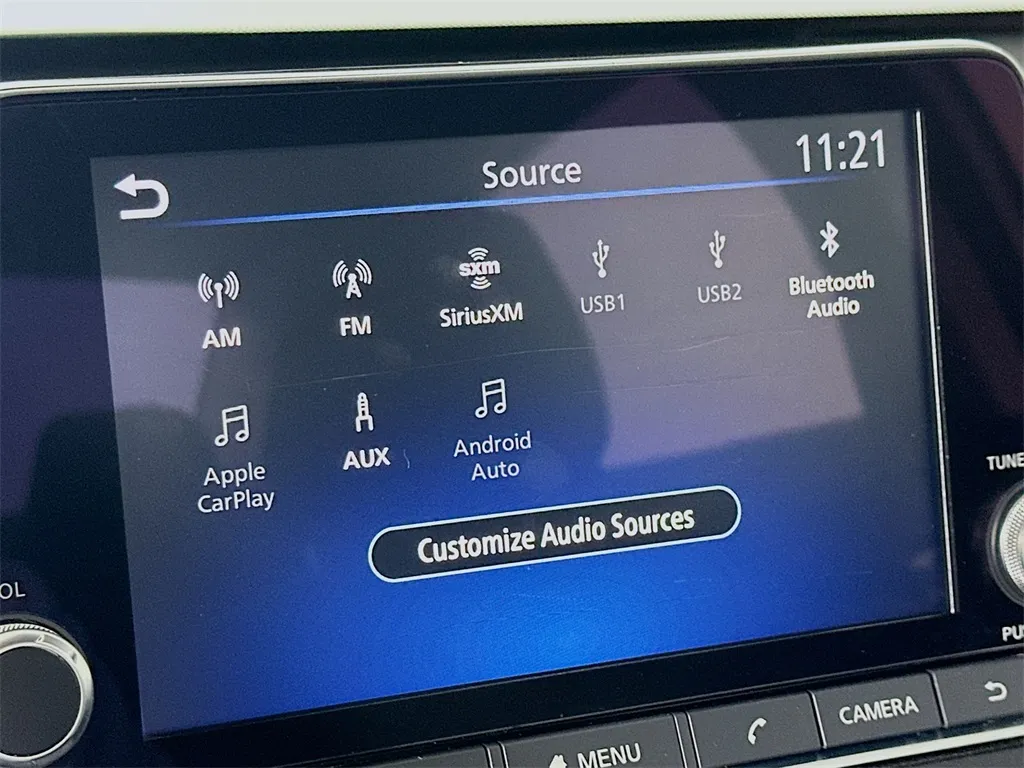 Source
11:21
AM
FM
sxm
SiriusXM
USB1
USB2
Bluetooth
Audio
Apple
CarPlay
AUX
Android
Auto
Customize Audio Sources
TUNE
OL
PU
MENU
CAMERA